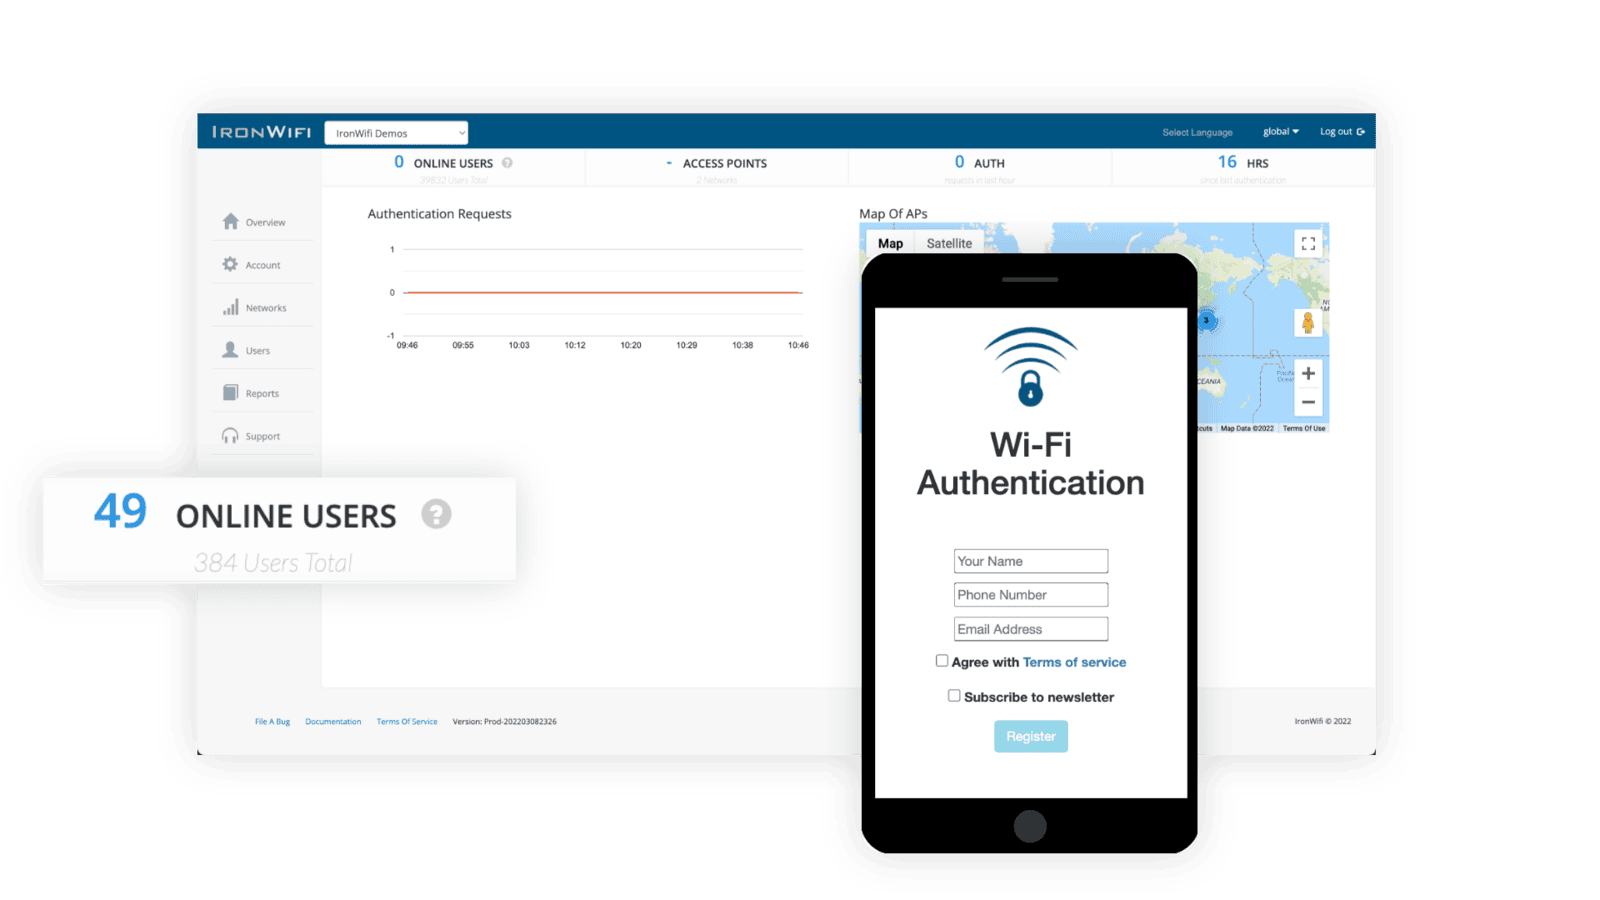 IronWifi
IronWifi Demos
Select Language
global
Log out
0 ONLINE USERS ?
39832 Users Total
- ACCESS POINTS
2 Networks
0 AUTH
requests in last hour
16 HRS
since last authentication
Overview
Account
Networks
Users
Reports
Support
Authentication Requests
1
0
-1
09:46 09:55 10:03 10:12 10:20 10:29 10:38 10:46
Map Of APs
Map Satellite
3
Map Data ©2022 Terms Of Use
49 ONLINE USERS ?
384 Users Total
Wi-Fi
Authentication
Your Name
Phone Number
Email Address
Agree with Terms of service
Subscribe to newsletter
Register
File A Bug Documentation Terms Of Service Version: Prod-202203082326
IronWifi © 2022